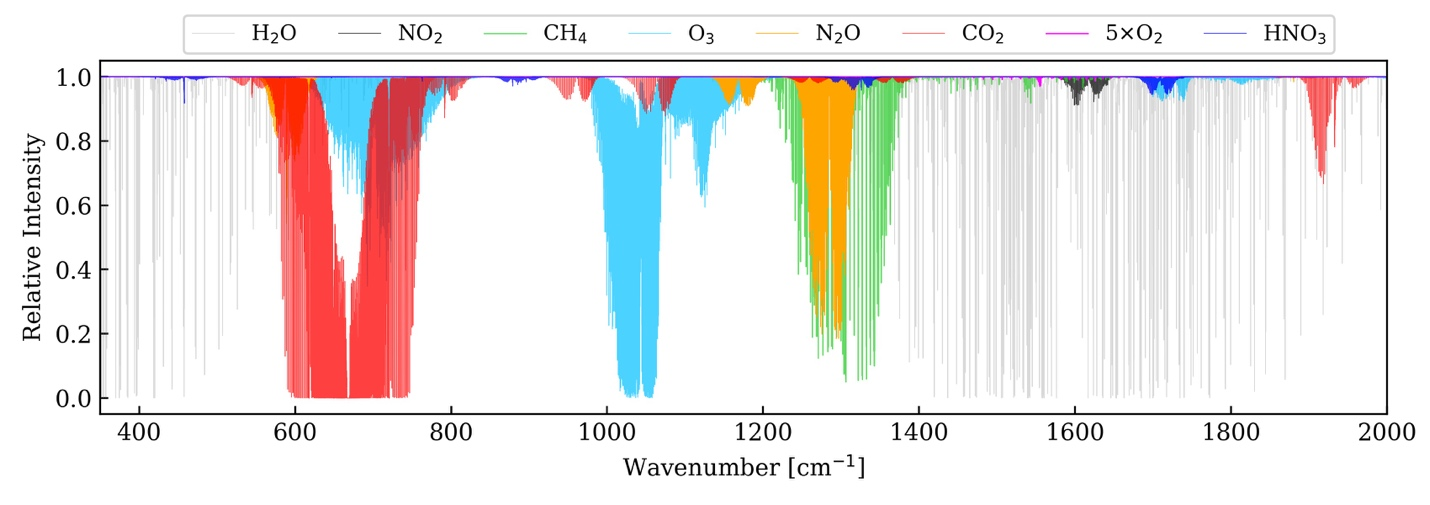 H₂O NO₂ CH₄ O₃ N₂O CO₂ 5×O₂ HNO₃
1.0
0.8
0.6
0.4
0.2
0.0
Relative Intensity
400 600 800 1000 1200 1400 1600 1800 2000
Wavenumber [cm⁻¹]